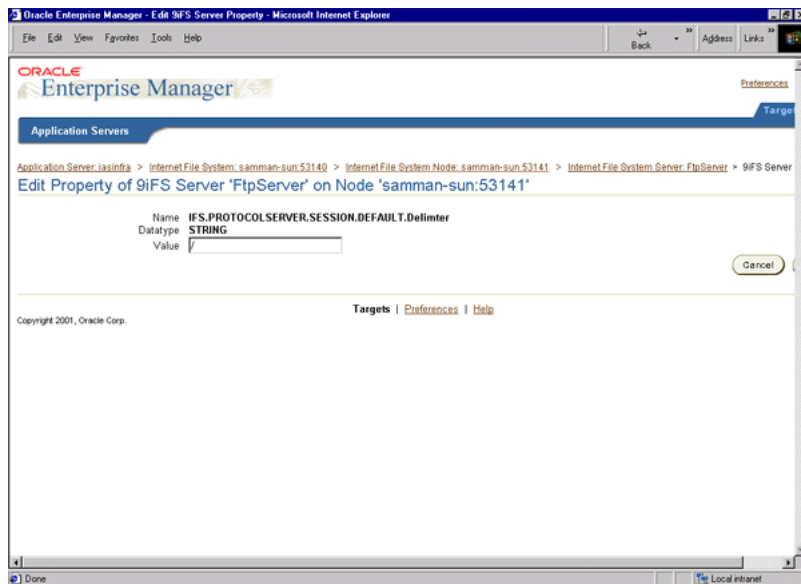 Oracle Enterprise Manager - Edit 9iFS Server Property - Microsoft Internet Explorer
File Edit View Favorites Tools Help
Back
Address
Links
ORACLE
Enterprise Manager
Preferences
Targe
Application Servers
Application Server: iasinfra > Internet File System: samman-sun:53140 > Internet File System Node: samman-sun:53141 > Internet File System Server: FtpServer > 9iFS Server
Edit Property of 9iFS Server 'FtpServer' on Node 'samman-sun:53141'
Name IFS.PROTOCOLSERVER.SESSION.DEFAULT.Delimter
Datatype STRING
Value /
Cancel
Targets | Preferences | Help
Copyright 2001, Oracle Corp.
Done
Local intranet